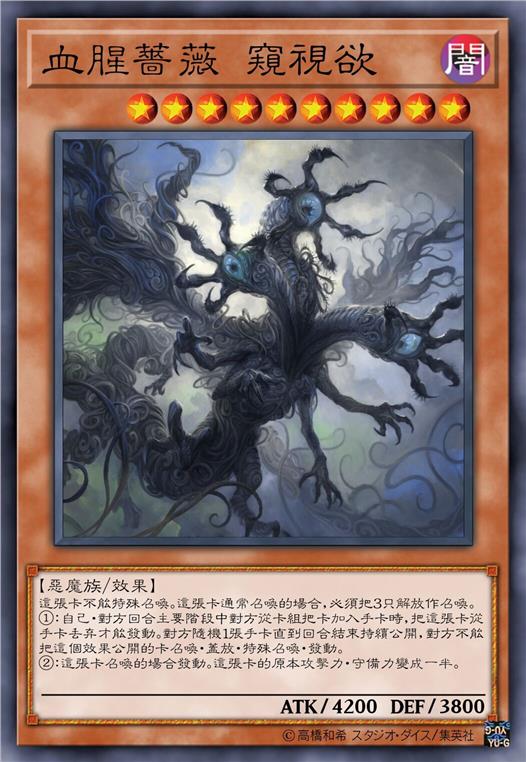 血腥薔薇 窺視欲
闇
【惡魔族/效果】
這張卡不能特殊召喚。這張卡通常召喚的場合,必須把3只解放作召喚。
①:自己·對方回合主要階段中對方從卡組把卡加入手卡時,把這張卡從
手卡去弃才能發動。對方隨機1張手卡直到回合結束持續公開,對方不能
把這個效果公開的卡召喚·蓋放·特殊召喚·發動。
②:這張卡召喚的場合發動。這張卡的原本攻擊力·守備力變成一半。
ATK/4200 DEF/3800
©高橋和希 スタジオ·ダイス/集英社
YU-G